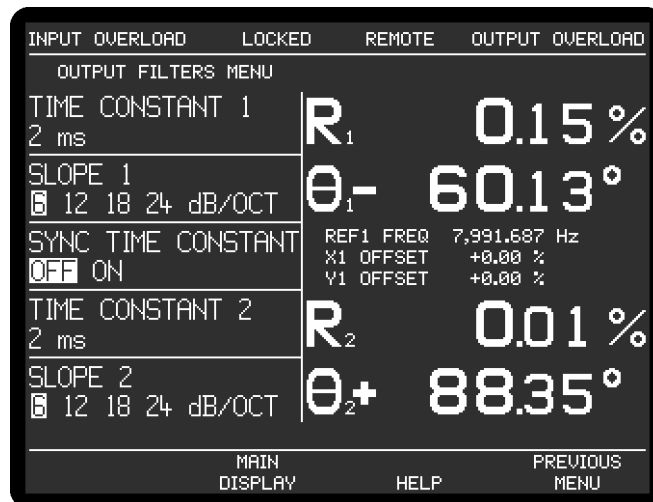 INPUT OVERLOAD LOCKED REMOTE OUTPUT OVERLOAD
OUTPUT FILTERS MENU
TIME CONSTANT 1
2 ms
SLOPE 1
6 12 18 24 dB/OCT
SYNC TIME CONSTANT
OFF ON
TIME CONSTANT 2
2 ms
SLOPE 2
6 12 18 24 dB/OCT
R1 0.15 %
θ1- 60.13°
REF1 FREQ 7,991.687 Hz
X1 OFFSET +0.00 %
Y1 OFFSET +0.00 %
R2 0.01 %
θ2+ 88.35°
MAIN DISPLAY
HELP
PREVIOUS MENU